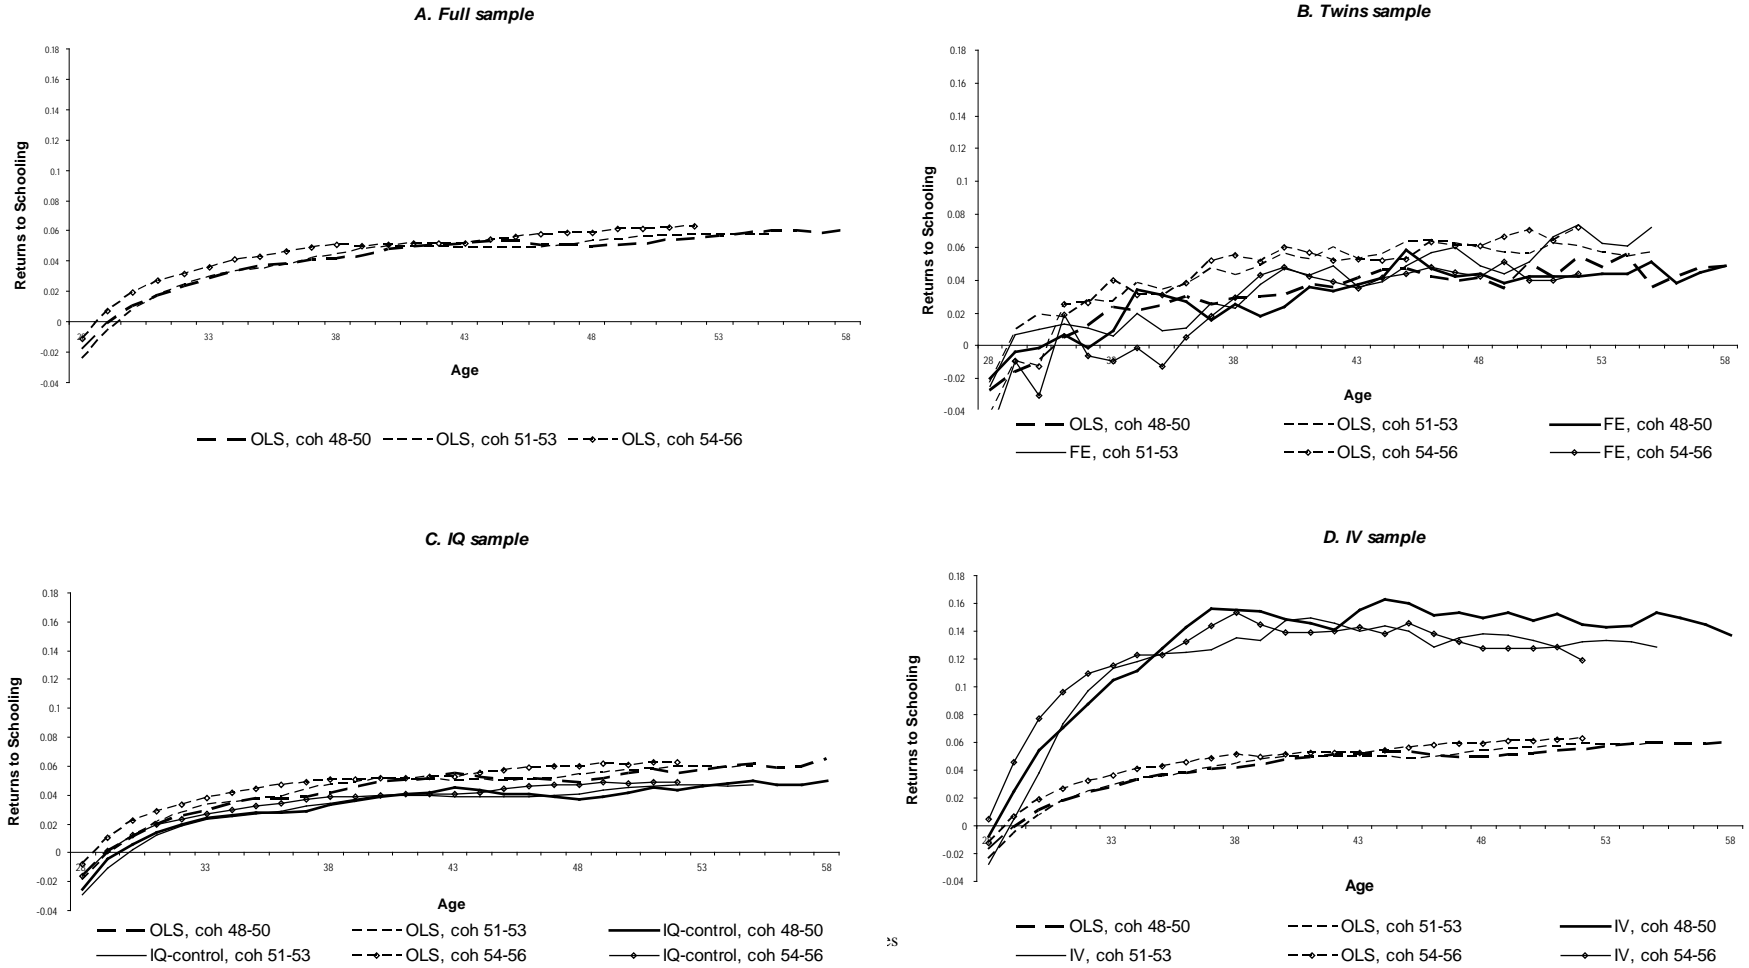 A. Full sample
0.18
0.16
0.14
0.12
0.1
0.08
0.06
0.04
0.02
0
-0.02
-0.04
Returns to Schooling
28 33 38 43 48 53 58
Age
OLS, coh 48-50 OLS, coh 51-53 OLS, coh 54-56
B. Twins sample
0.18
0.16
0.14
0.12
0.1
0.08
0.06
0.04
0.02
0
-0.02
-0.04
Returns to Schooling
28 33 38 43 48 53 58
Age
OLS, coh 48-50 OLS, coh 51-53 FE, coh 48-50
FE, coh 51-53 OLS, coh 54-56 FE, coh 54-56
C. IQ sample
0.18
0.16
0.14
0.12
0.1
0.08
0.06
0.04
0.02
0
-0.02
-0.04
Returns to Schooling
28 33 38 43 48 53 58
Age
OLS, coh 48-50 OLS, coh 51-53 IQ-control, coh 48-50
IQ-control, coh 51-53 OLS, coh 54-56 IQ-control, coh 54-56
D. IV sample
0.18
0.16
0.14
0.12
0.1
0.08
0.06
0.04
0.02
0
-0.02
-0.04
Returns to Schooling
28 33 38 43 48 53 58
Age
OLS, coh 48-50 OLS, coh 51-53 IV, coh 48-50
IV, coh 51-53 OLS, coh 54-56 IV, coh 54-56